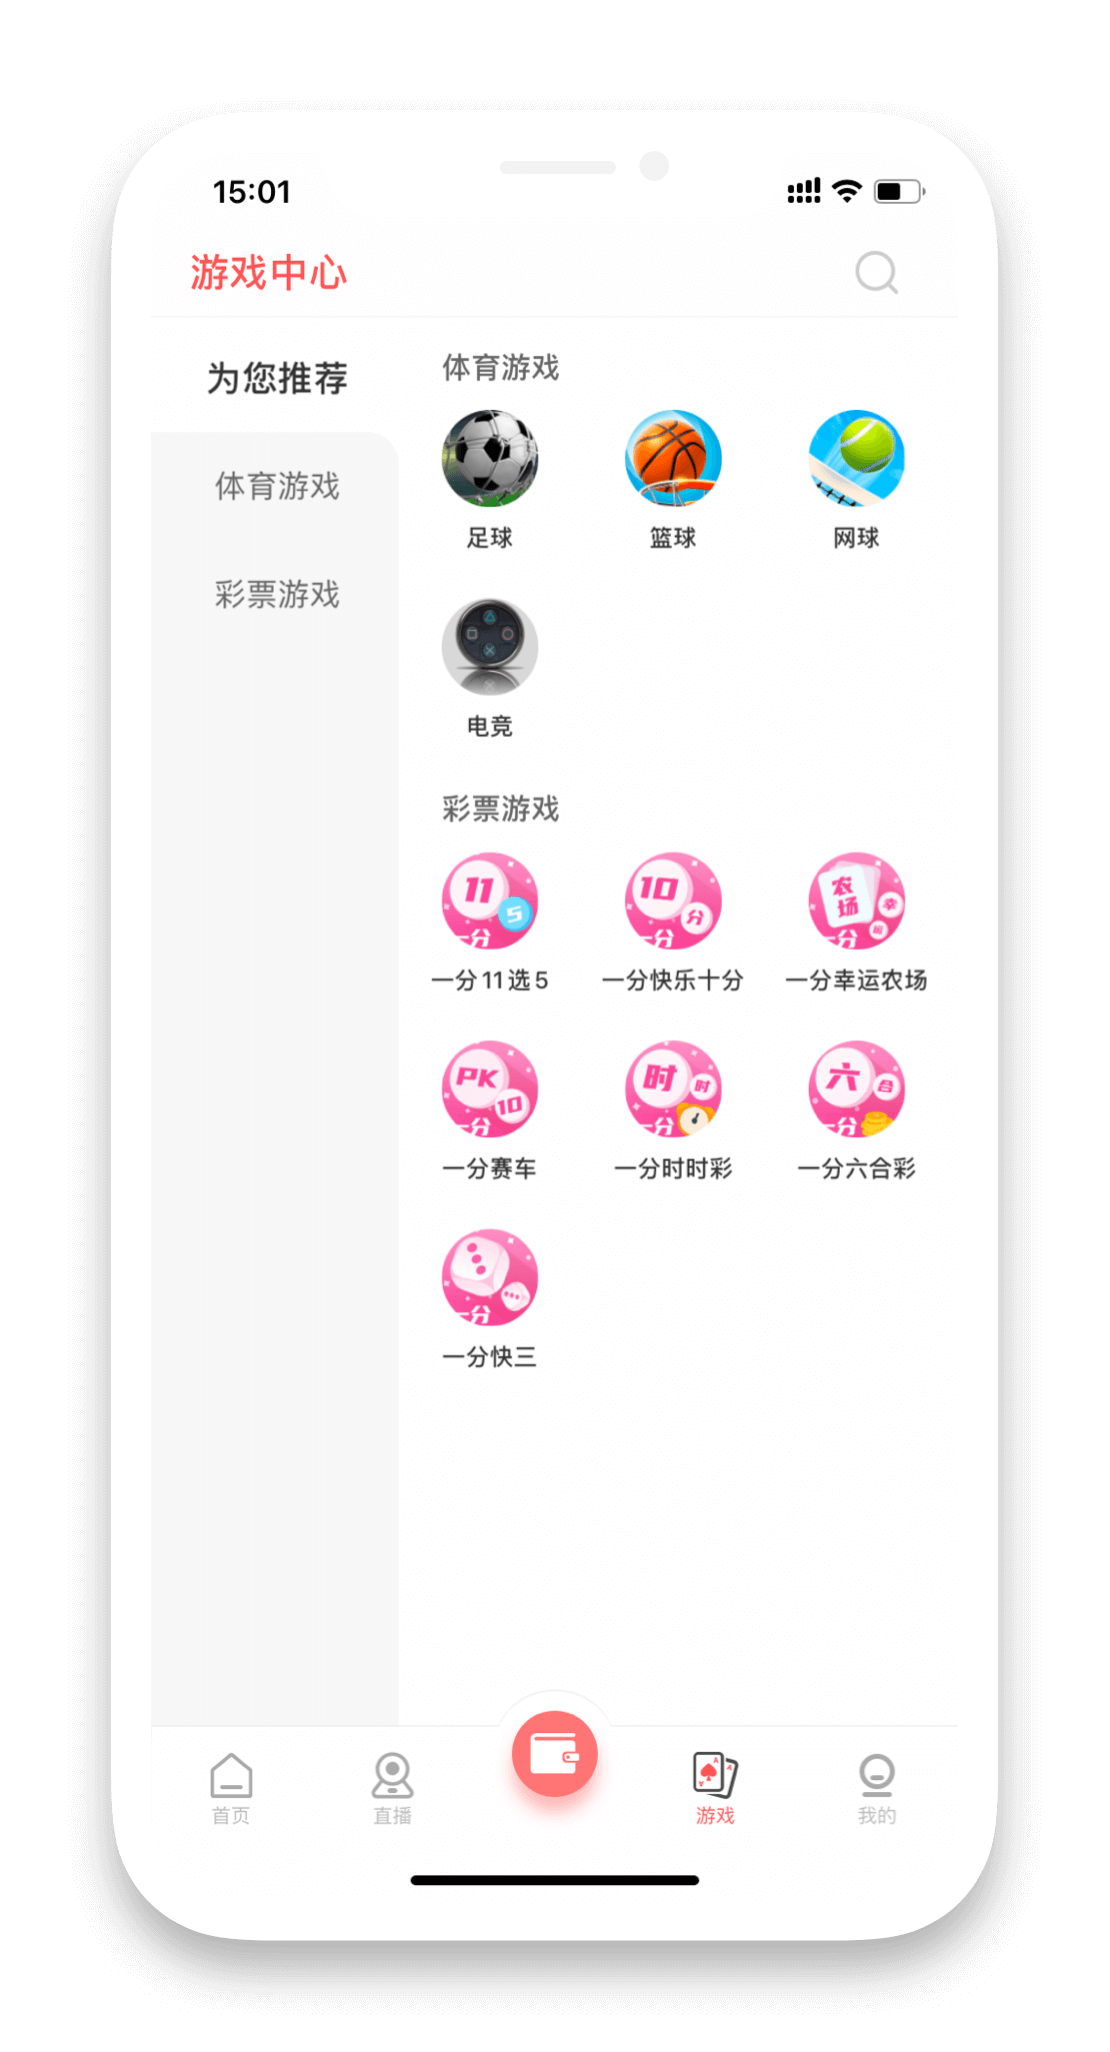 15:01
游戏中心
为您推荐
体育游戏
彩票游戏
体育游戏
足球
篮球
网球
电竞
彩票游戏
11
5
一分
一分11选5
10
分
一分
一分快乐十分
农场
幸
运
一分
一分幸运农场
PK
10
一分
一分赛车
时
时
一分
一分时时彩
六
合
一分
一分六合彩
一分
一分快三
首页
直播
A
A
A
游戏
我的